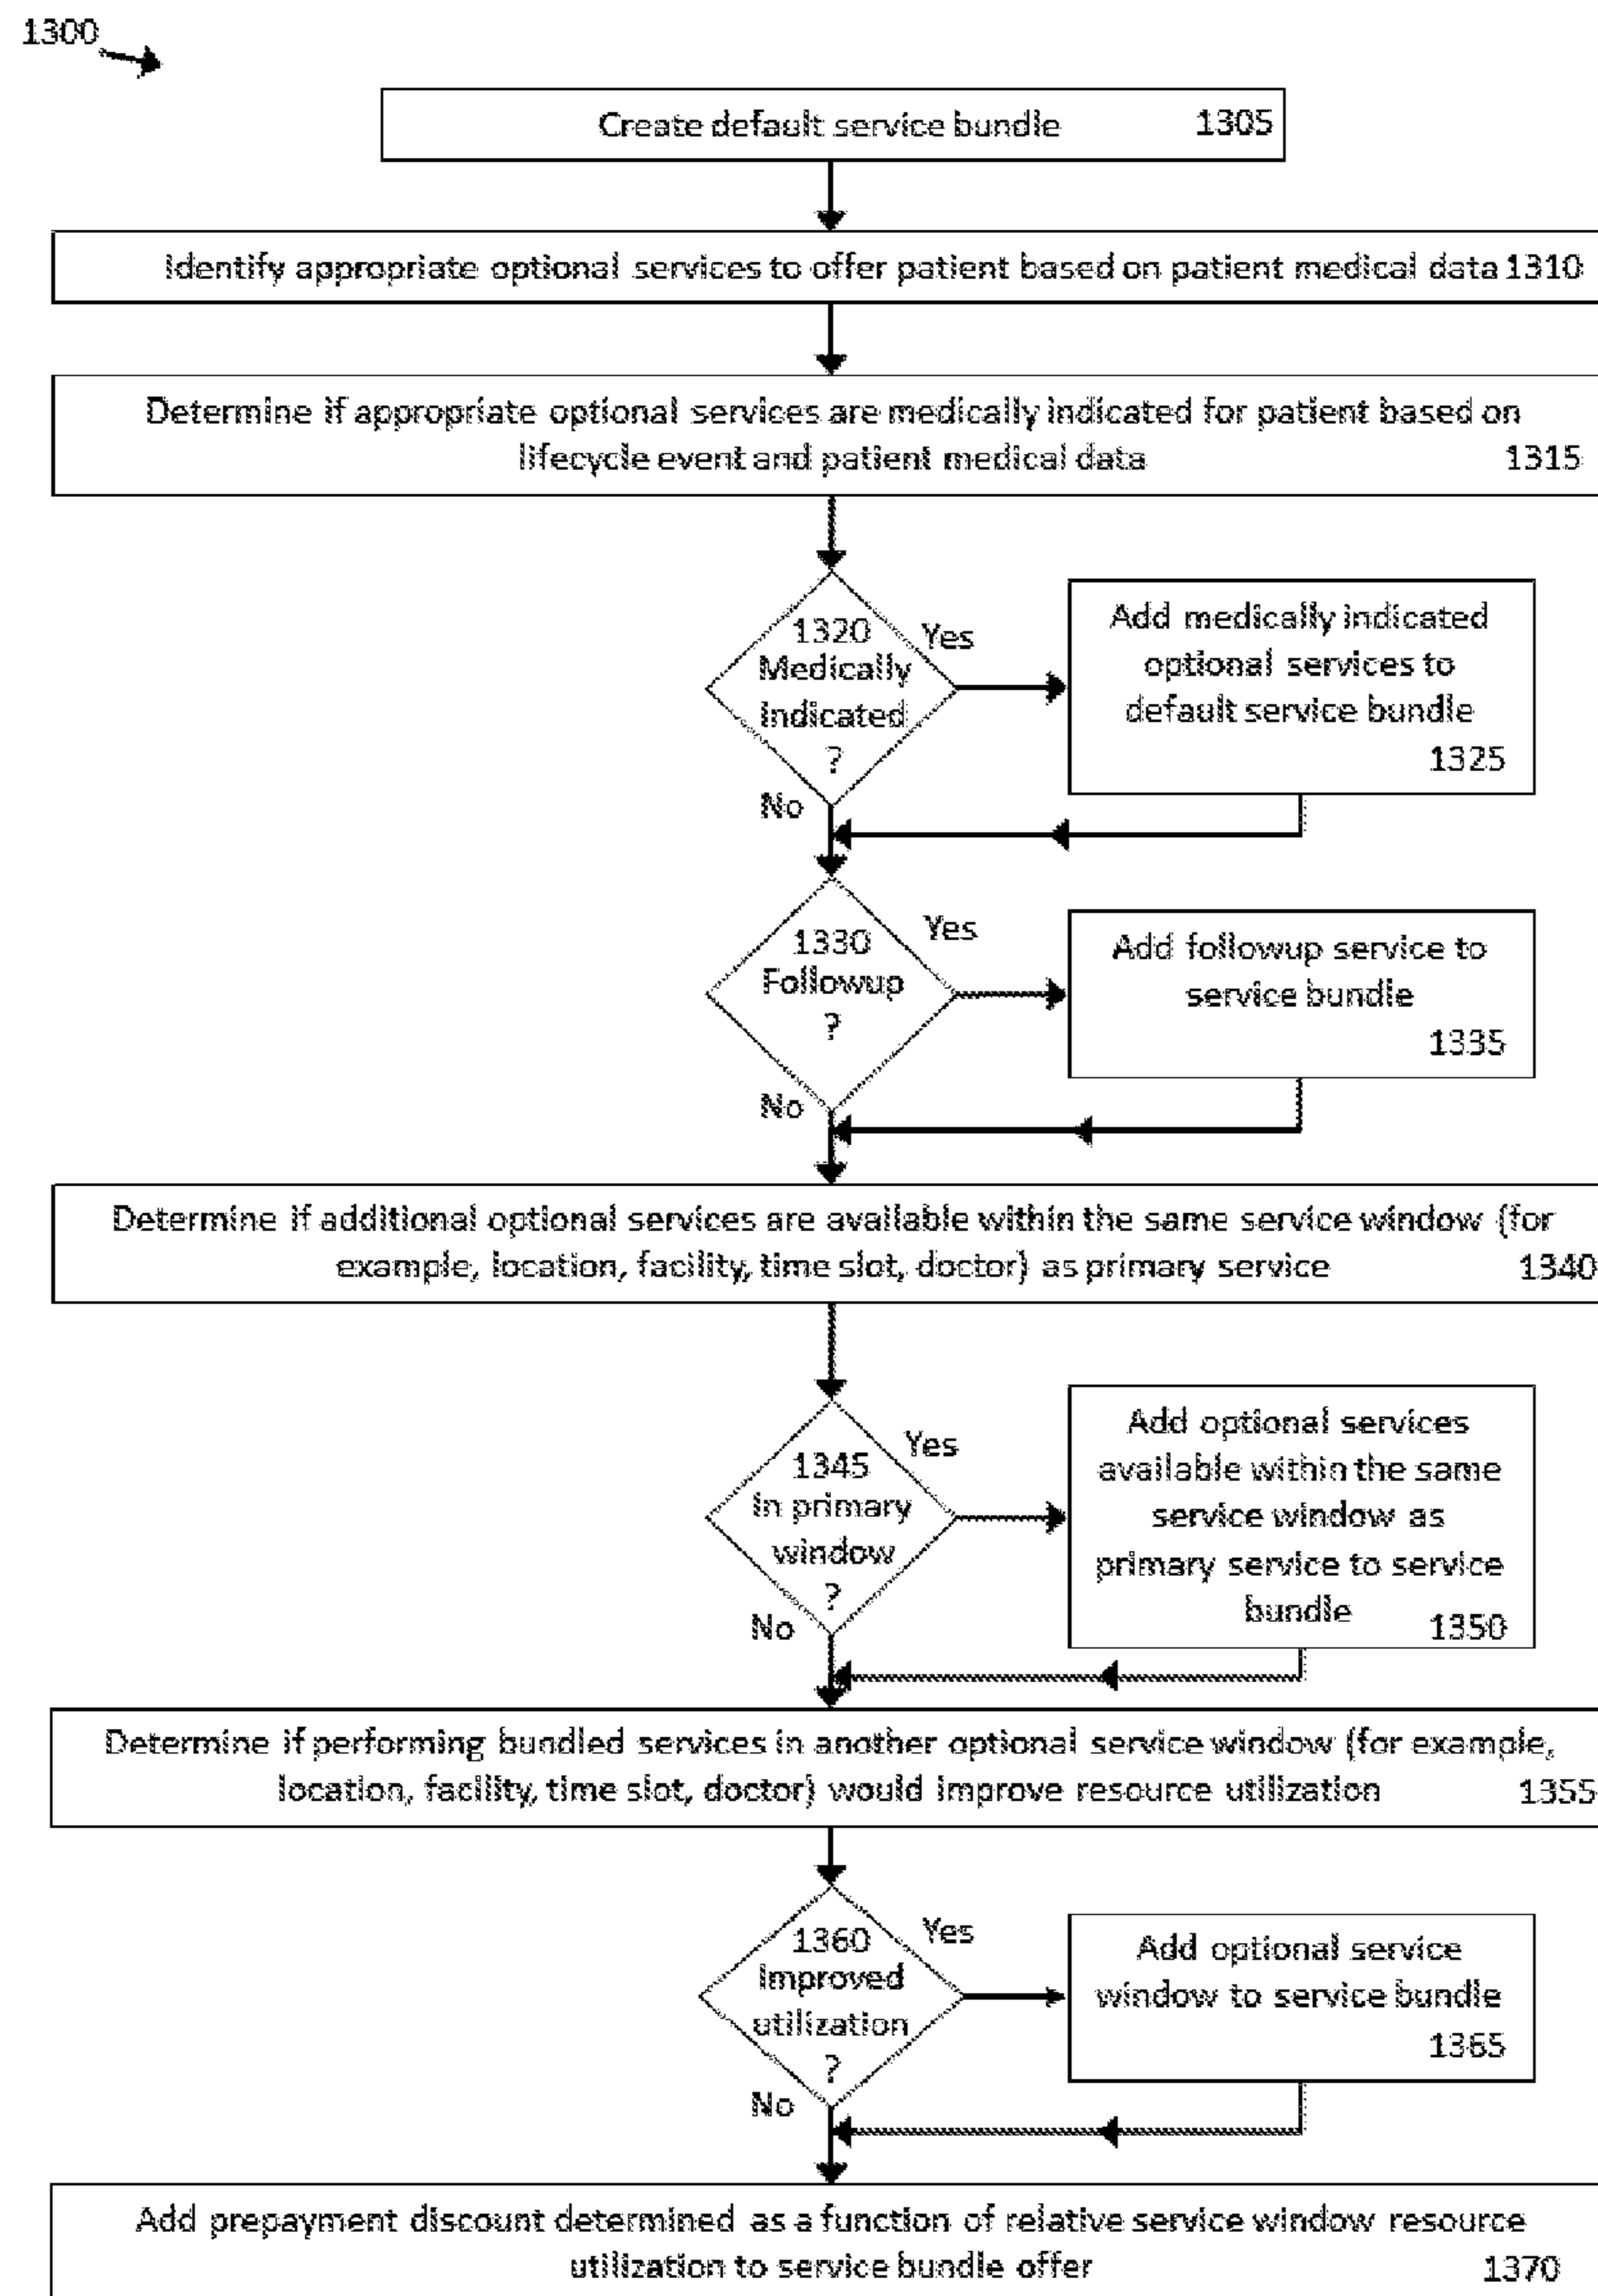 1300
Create default service bundle 1305
Identify appropriate optional services to offer patient based on patient medical data 1310
Determine if appropriate optional services are medically indicated for patient based on
lifecycle event and patient medical data 1315
1320
Medically
indicated
?
Yes
No
Add medically indicated
optional services to
default service bundle
1325
1330
Followup
?
Yes
No
Add followup service to
service bundle
1335
Determine if additional optional services are available within the same service window (for
example, location, facility, time slot, doctor) as primary service 1340
1345
in primary
window
?
Yes
No
Add optional services
available within the same
service window as
primary service to service
bundle 1350
Determine if performing bundled services in another optional service window (for example,
location, facility, time slot, doctor) would improve resource utilization 1355
1360
Improved
utilization
?
Yes
No
Add optional service
window to service bundle
1365
Add prepayment discount determined as a function of relative service window resource
utilization to service bundle offer 1370